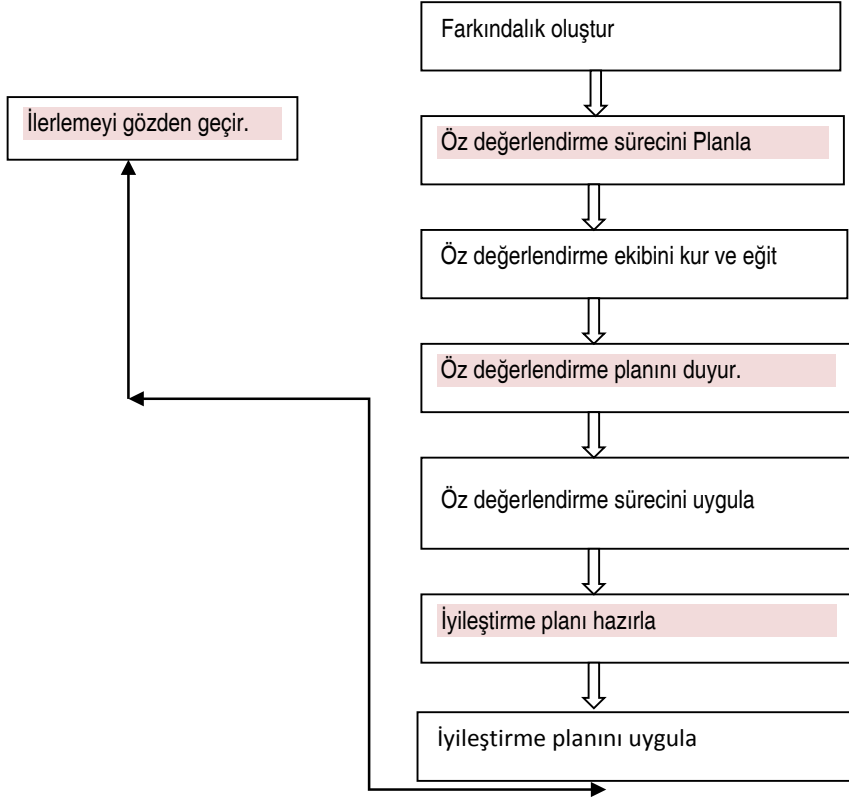 Farkındalık oluştur
İlerlemeyi gözden geçir.
Öz değerlendirme sürecini Planla
Öz değerlendirme ekibini kur ve eğit
Öz değerlendirme planını duyur.
Öz değerlendirme sürecini uygula
İyileştirme planı hazırla
İyileştirme planını uygula